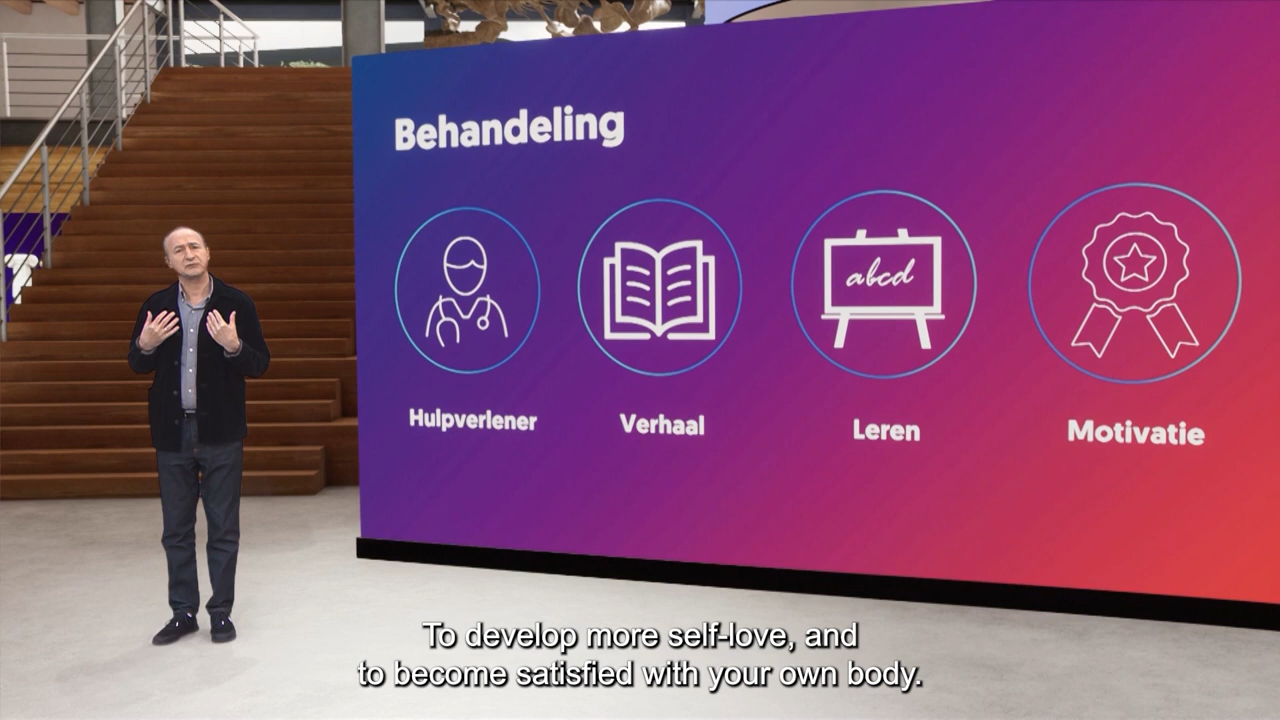 Behandeling
abcd
Hulpverlener
Verhaal
Leren
Motivatie
To develop more self-love, and
to become satisfied with your own body.